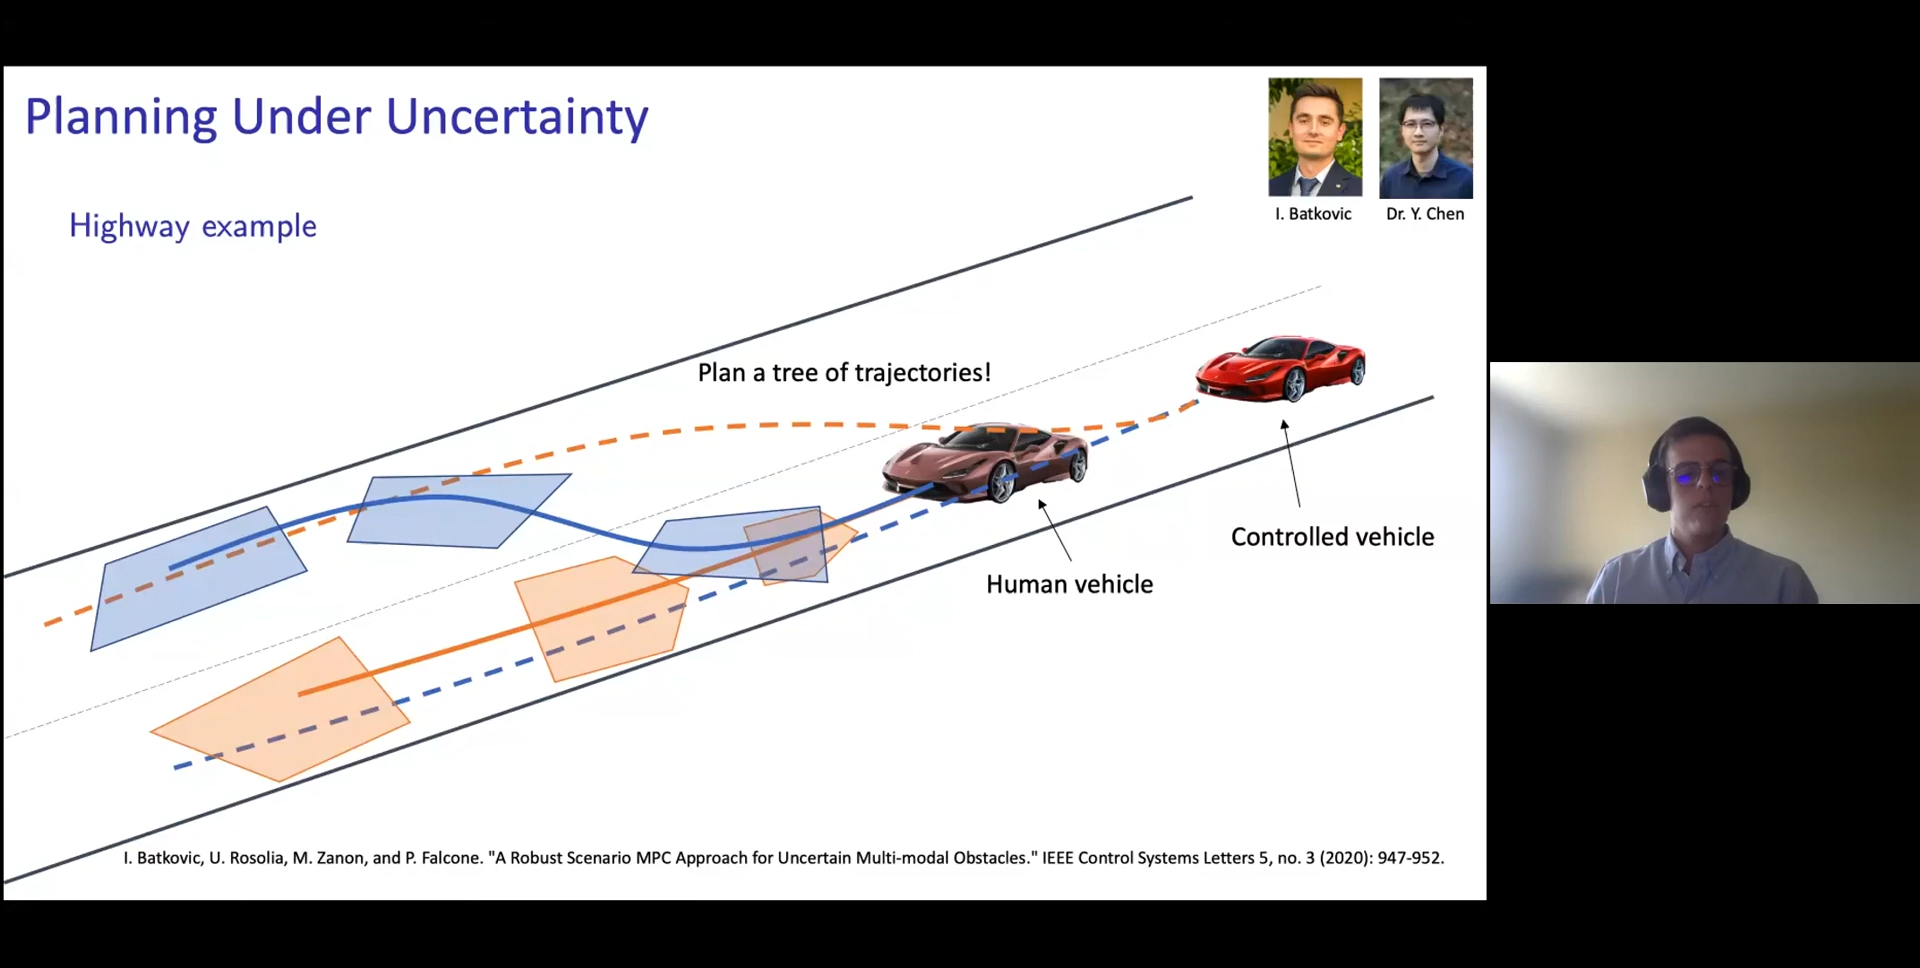 Planning Under Uncertainty
I. Batkovic
Dr. Y. Chen
Highway example
Plan a tree of trajectories!
Controlled vehicle
Human vehicle
I. Batkovic, U. Rosolia, M. Zanon, and P. Falcone. "A Robust Scenario MPC Approach for Uncertain Multi-modal Obstacles." IEEE Control Systems Letters 5, no. 3 (2020): 947-952.